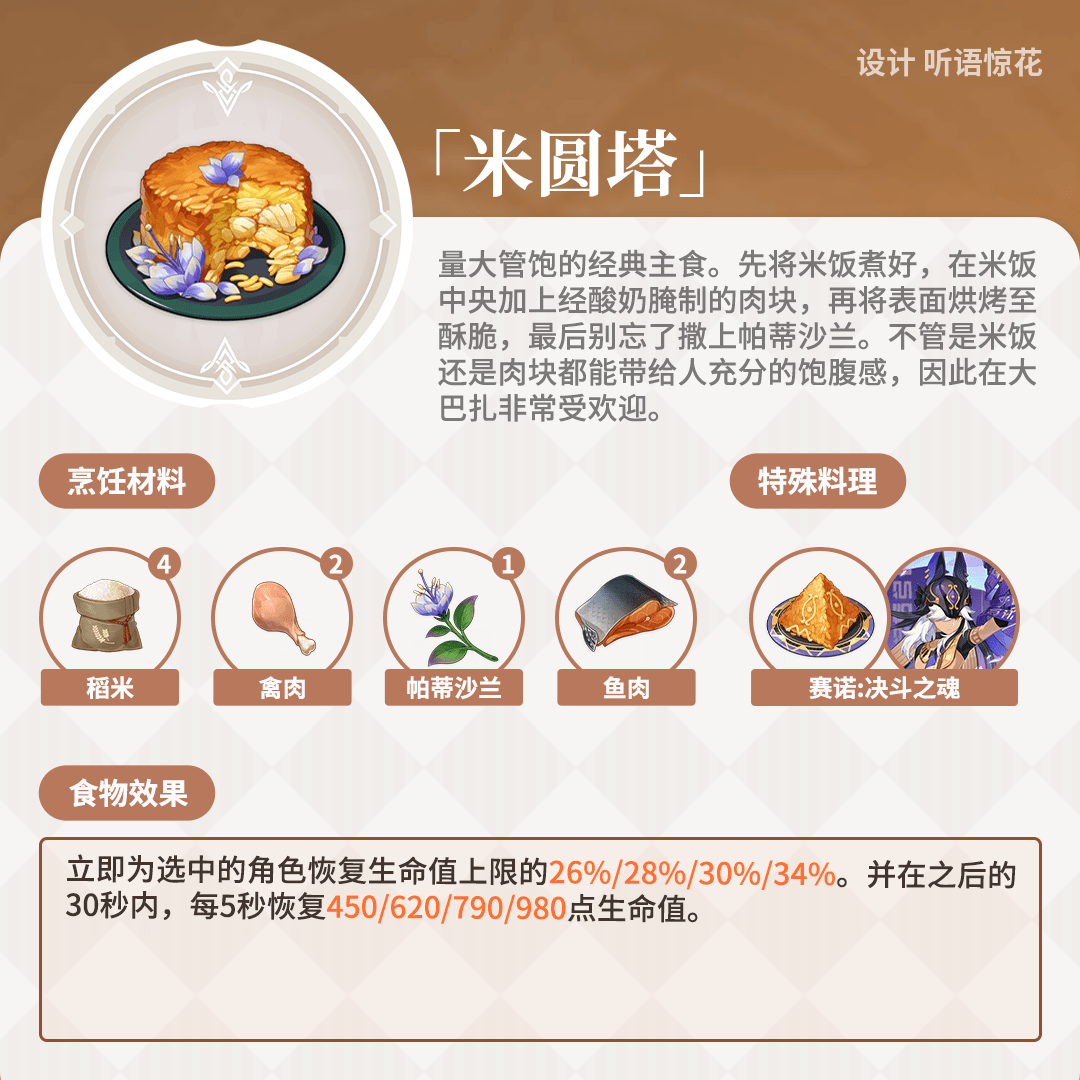 设计 听语惊花
「米圆塔」
量大管饱的经典主食。先将米饭煮好，在米饭
中央加上经酸奶腌制的肉块，再将表面烘烤至
酥脆，最后别忘了撒上帕蒂沙兰。不管是米饭
还是肉块都能带给人充分的饱腹感，因此在大
巴扎非常受欢迎。
烹饪材料
特殊料理
4
2
1
2
稻米
禽肉
帕蒂沙兰
鱼肉
赛诺:决斗之魂
食物效果
立即为选中的角色恢复生命值上限的26%/28%/30%/34%。并在之后的
30秒内，每5秒恢复450/620/790/980点生命值。